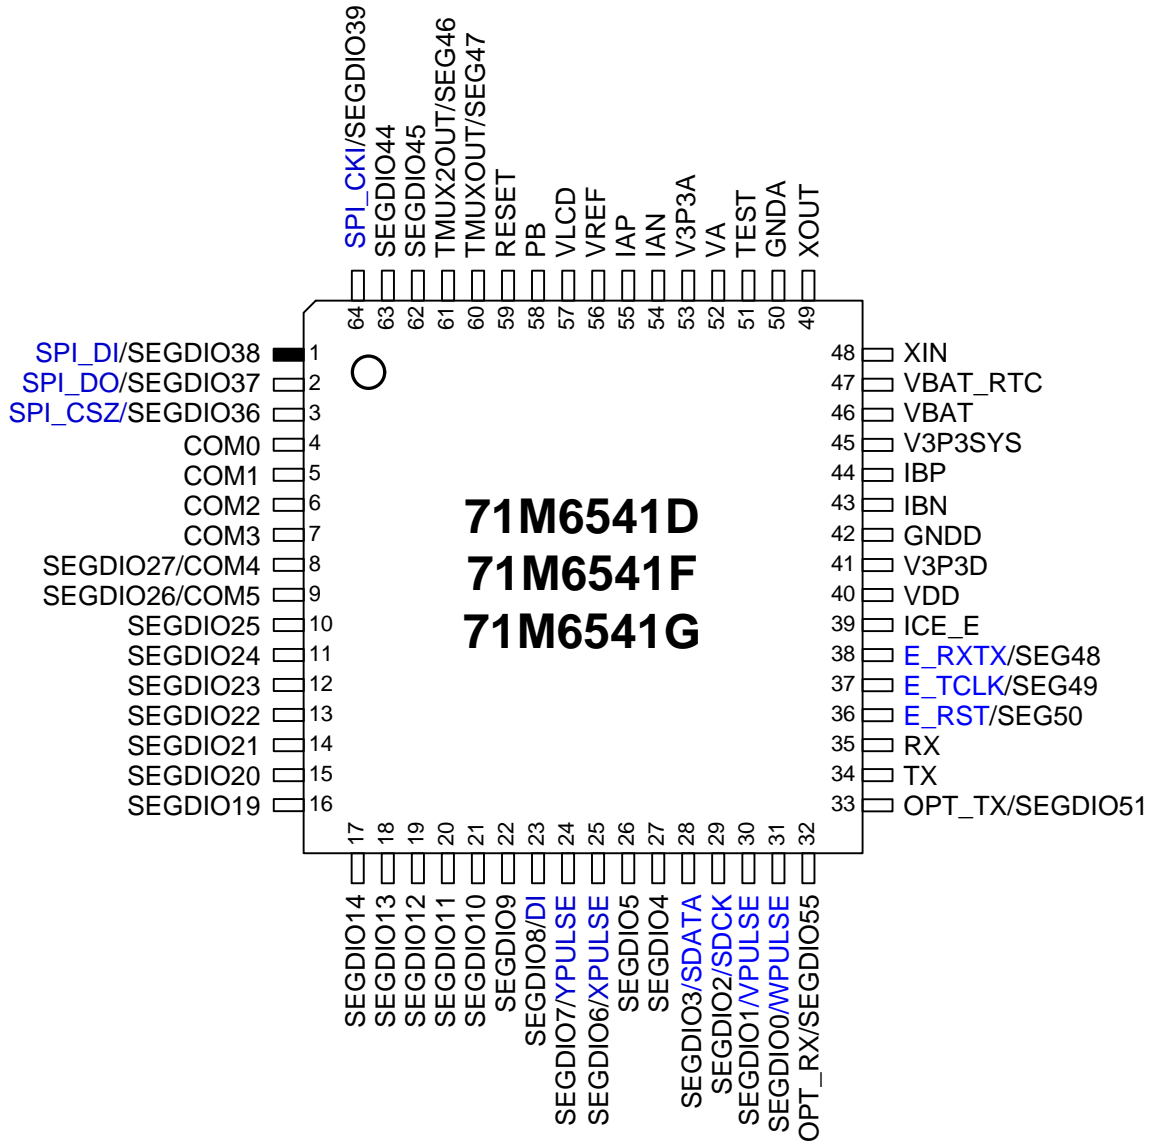 SPI_CKI/SEGDIO39
SEGDIO44
SEGDIO45
TMUX2OUT/SEG46
TMUXOUT/SEG47
RESET
PB
VLCD
VREF
IAP
IAN
V3P3A
VA
TEST
GNDA
XOUT
64
63
62
61
60
59
58
57
56
55
54
53
52
51
50
49
SPI_DI/SEGDIO38 1
SPI_DO/SEGDIO37 2
SPI_CSZ/SEGDIO36 3
COM0 4
COM1 5
COM2 6
COM3 7
SEGDIO27/COM4 8
SEGDIO26/COM5 9
SEGDIO25 10
SEGDIO24 11
SEGDIO23 12
SEGDIO22 13
SEGDIO21 14
SEGDIO20 15
SEGDIO19 16
71M6541D
71M6541F
71M6541G
48 XIN
47 VBAT_RTC
46 VBAT
45 V3P3SYS
44 IBP
43 IBN
42 GNDD
41 V3P3D
40 VDD
39 ICE_E
38 E_RXTX/SEG48
37 E_TCLK/SEG49
36 E_RST/SEG50
35 RX
34 TX
33 OPT_TX/SEGDIO51
17
18
19
20
21
22
23
24
25
26
27
28
29
30
31
32
SEGDIO14
SEGDIO13
SEGDIO12
SEGDIO11
SEGDIO10
SEGDIO9
SEGDIO8/DI
SEGDIO7/YPULSE
SEGDIO6/XPULSE
SEGDIO5
SEGDIO4
SEGDIO3/SDATA
SEGDIO2/SDCK
SEGDIO1/VPULSE
SEGDIO0/WPULSE
OPT_RX/SEGDIO55